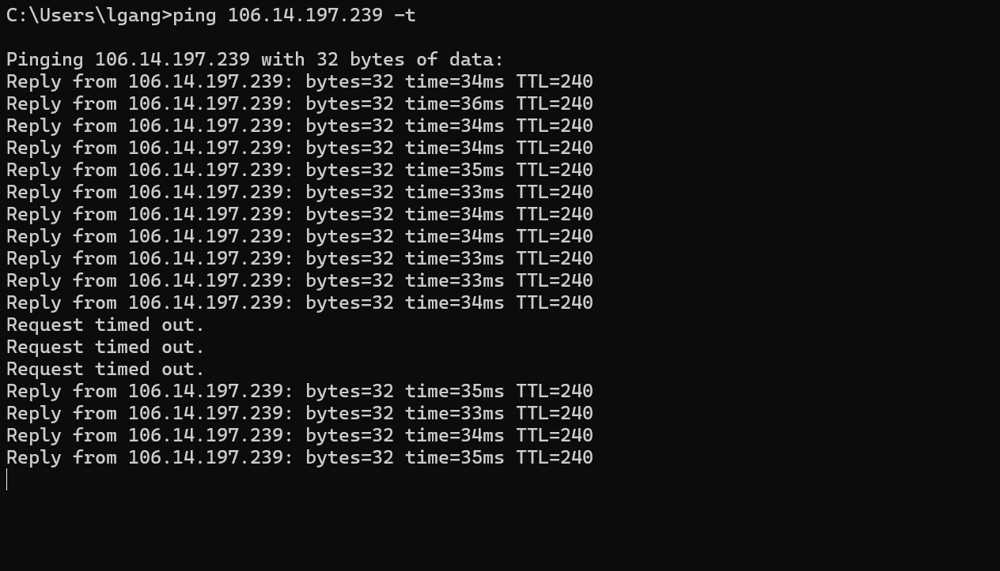 C:\Users\lgang>ping 106.14.197.239 -t
Pinging 106.14.197.239 with 32 bytes of data:
Reply from 106.14.197.239: bytes=32 time=34ms TTL=240
Reply from 106.14.197.239: bytes=32 time=36ms TTL=240
Reply from 106.14.197.239: bytes=32 time=34ms TTL=240
Reply from 106.14.197.239: bytes=32 time=34ms TTL=240
Reply from 106.14.197.239: bytes=32 time=35ms TTL=240
Reply from 106.14.197.239: bytes=32 time=33ms TTL=240
Reply from 106.14.197.239: bytes=32 time=34ms TTL=240
Reply from 106.14.197.239: bytes=32 time=34ms TTL=240
Reply from 106.14.197.239: bytes=32 time=33ms TTL=240
Reply from 106.14.197.239: bytes=32 time=33ms TTL=240
Reply from 106.14.197.239: bytes=32 time=34ms TTL=240
Request timed out.
Request timed out.
Request timed out.
Reply from 106.14.197.239: bytes=32 time=35ms TTL=240
Reply from 106.14.197.239: bytes=32 time=33ms TTL=240
Reply from 106.14.197.239: bytes=32 time=34ms TTL=240
Reply from 106.14.197.239: bytes=32 time=35ms TTL=240